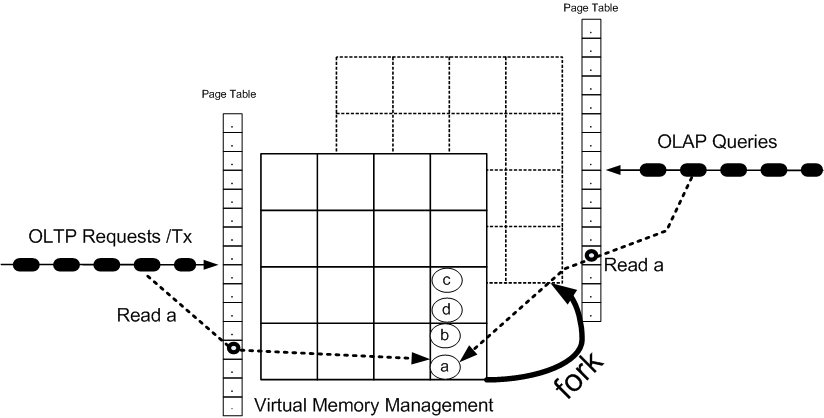 Page Table
Page Table
OLAP Queries
OLTP Requests /Tx
Read a
c
Read a
d
b
a
fork
Virtual Memory Management